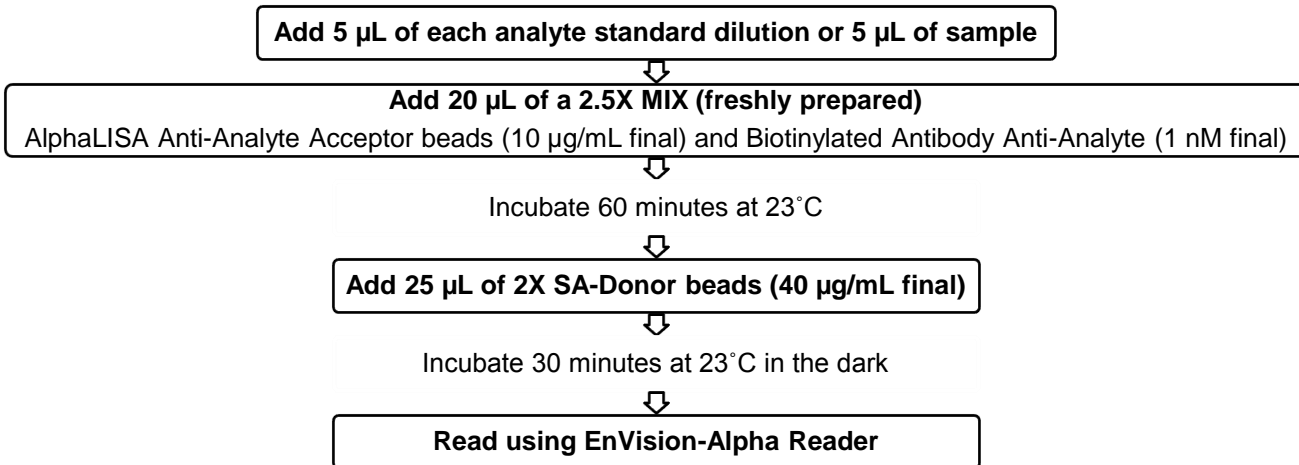 Add 5 µL of each analyte standard dilution or 5 µL of sample
Add 20 µL of a 2.5X MIX (freshly prepared)
AlphaLISA Anti-Analyte Acceptor beads (10 µg/mL final) and Biotinylated Antibody Anti-Analyte (1 nM final)
Incubate 60 minutes at 23˚C
Add 25 µL of 2X SA-Donor beads (40 µg/mL final)
Incubate 30 minutes at 23˚C in the dark
Read using EnVision-Alpha Reader